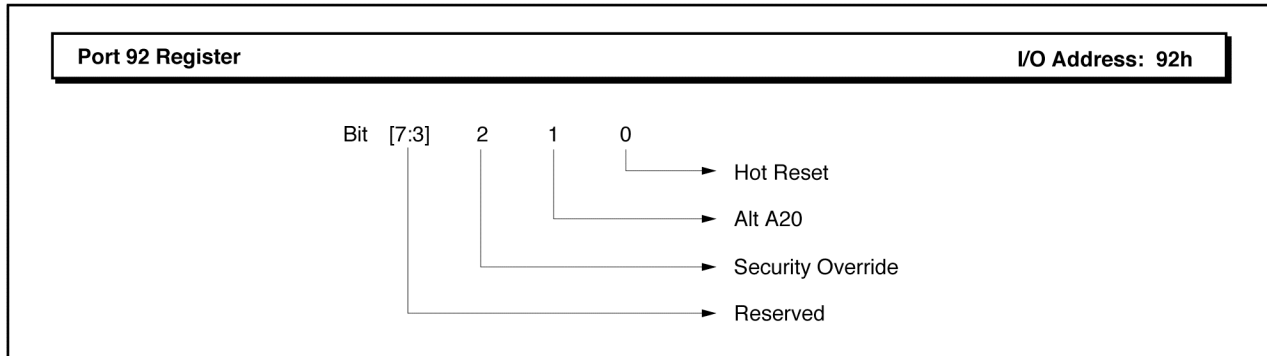 Port 92 Register I/O Address: 92h
Bit [7:3] 2 1 0
Hot Reset
Alt A20
Security Override
Reserved